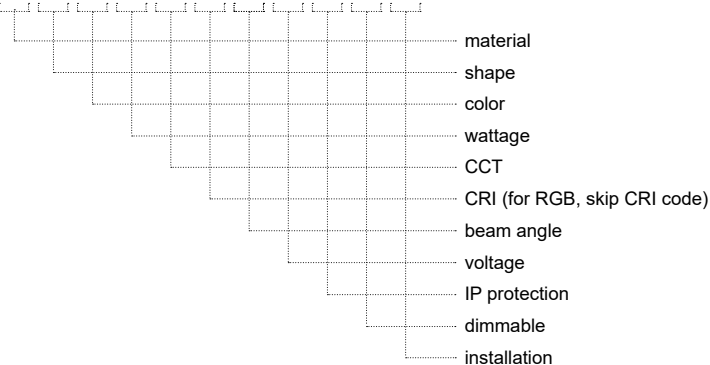 material
shape
color
wattage
CCT
CRI (for RGB, skip CRI code)
beam angle
voltage
IP protection
dimmable
installation